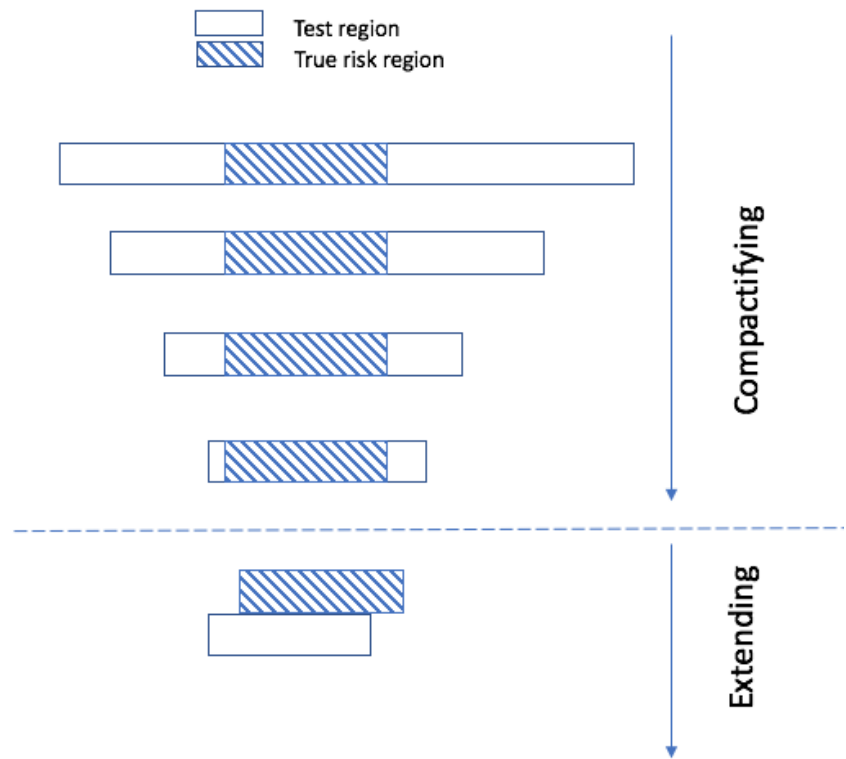 Test region
True risk region
Compactifying
Extending